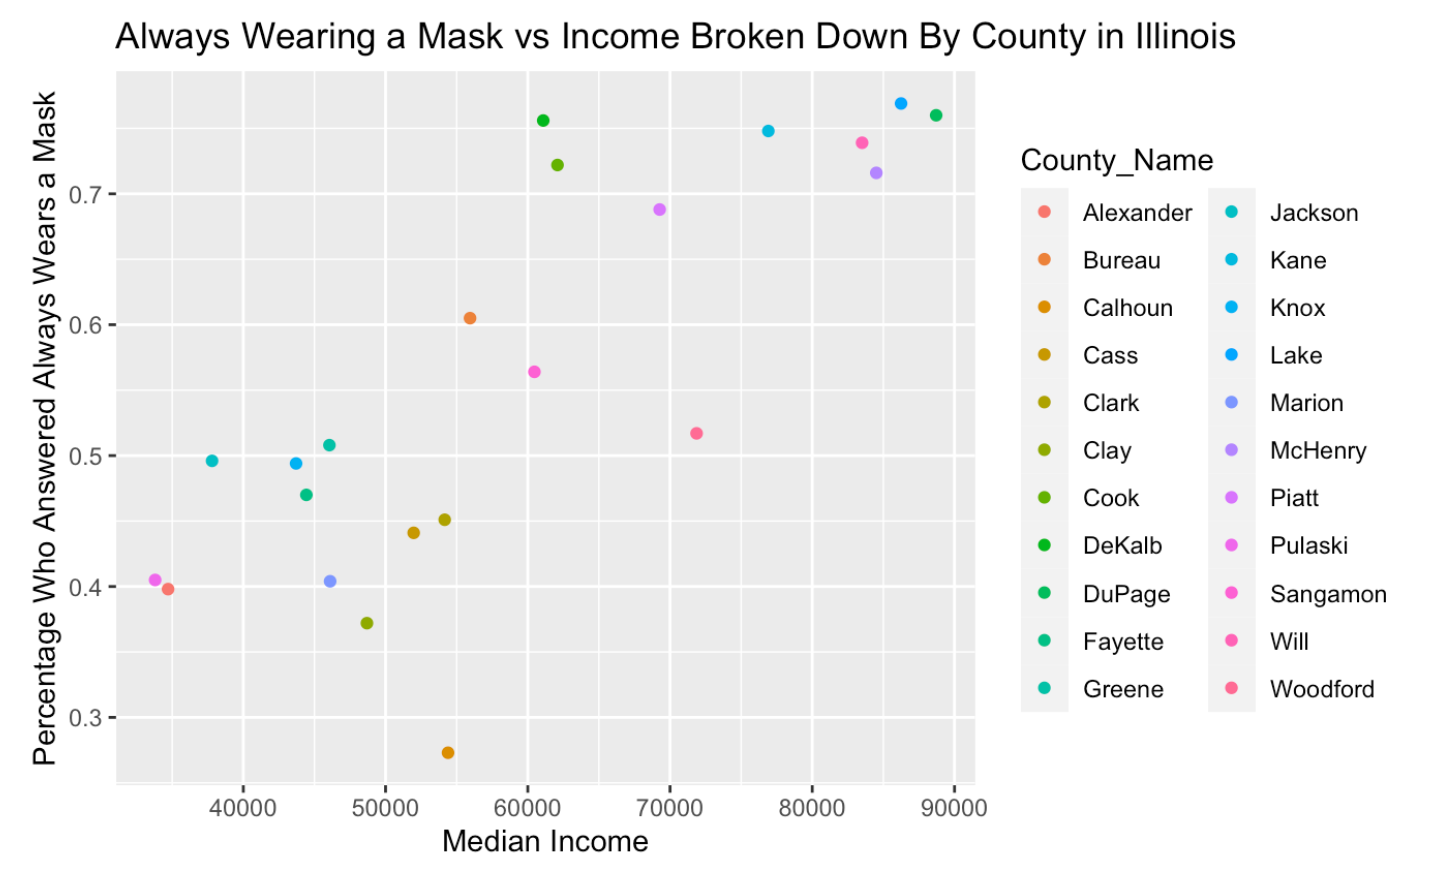 Always Wearing a Mask vs Income Broken Down By County in Illinois
Percentage Who Answered Always Wears a Mask
0.7
0.6
0.5
0.4
0.3
40000 50000 60000 70000 80000 90000
Median Income
County_Name
Alexander
Bureau
Calhoun
Cass
Clark
Clay
Cook
DeKalb
DuPage
Fayette
Greene
Jackson
Kane
Knox
Lake
Marion
McHenry
Piatt
Pulaski
Sangamon
Will
Woodford